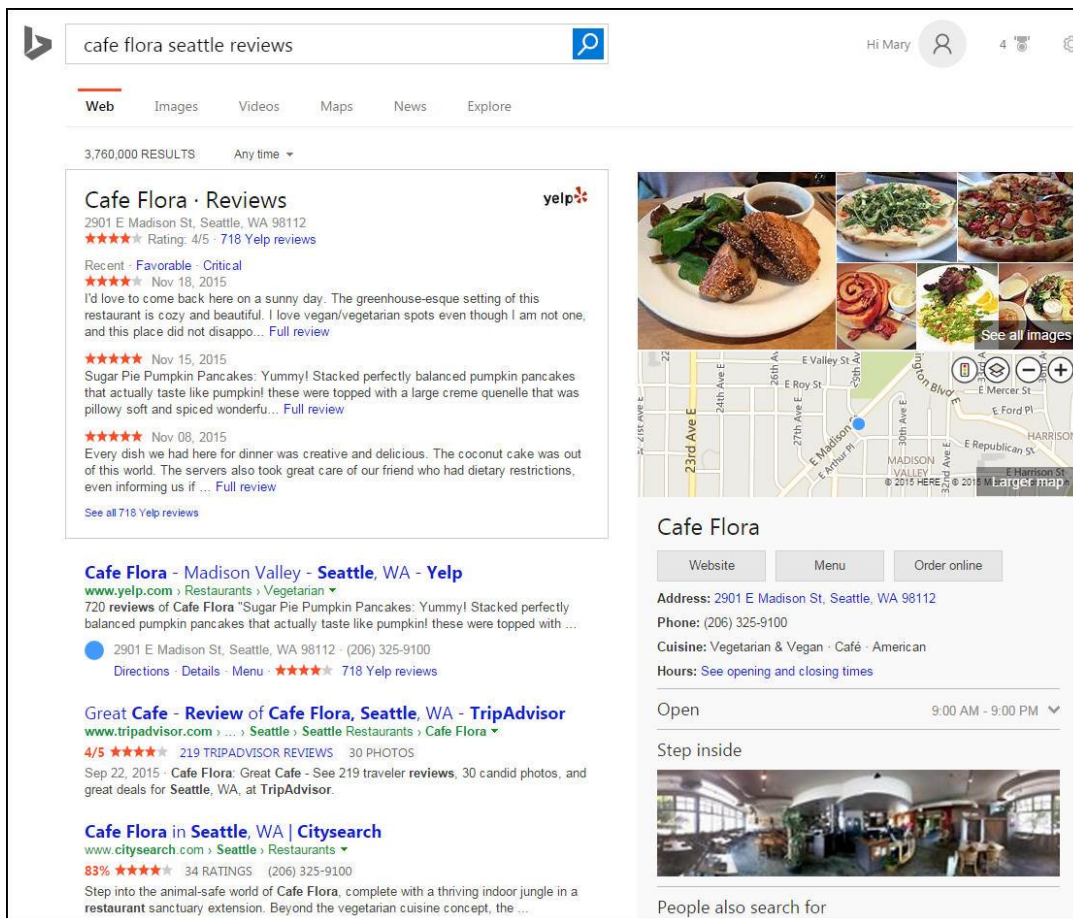 cafe flora seattle reviews
Hi Mary
4
Web Images Videos Maps News Explore
3,760,000 RESULTS Any time
Cafe Flora · Reviews
yelp
2901 E Madison St, Seattle, WA 98112
Rating: 4/5 · 718 Yelp reviews
Recent · Favorable · Critical
Nov 18, 2015
I'd love to come back here on a sunny day. The greenhouse-esque setting of this
restaurant is cozy and beautiful. I love vegan/vegetarian spots even though I am not one,
and this place did not disappo... Full review
Nov 15, 2015
Sugar Pie Pumpkin Pancakes: Yummy! Stacked perfectly balanced pumpkin pancakes
that actually taste like pumpkin! these were topped with a large creme quenelle that was
pillowy soft and spiced wonderfu... Full review
Nov 08, 2015
Every dish we had here for dinner was creative and delicious. The coconut cake was out
of this world. The servers also took great care of our friend who had dietary restrictions,
even informing us if ... Full review
See all 718 Yelp reviews
Cafe Flora - Madison Valley - Seattle, WA - Yelp
www.yelp.com › Restaurants › Vegetarian
720 reviews of Cafe Flora "Sugar Pie Pumpkin Pancakes: Yummy! Stacked perfectly
balanced pumpkin pancakes that actually taste like pumpkin! these were topped with ...
2901 E Madison St, Seattle, WA 98112 · (206) 325-9100
Directions · Details · Menu · 718 Yelp reviews
Great Cafe - Review of Cafe Flora, Seattle, WA - TripAdvisor
www.tripadvisor.com › ... › Seattle › Seattle Restaurants › Cafe Flora
4/5 219 TRIPADVISOR REVIEWS 30 PHOTOS
Sep 22, 2015 · Cafe Flora: Great Cafe - See 219 traveler reviews, 30 candid photos, and
great deals for Seattle, WA, at TripAdvisor.
Cafe Flora in Seattle, WA | Citysearch
www.citysearch.com › Seattle › Restaurants
83% 34 RATINGS (206) 325-9100
Step into the animal-safe world of Cafe Flora, complete with a thriving indoor jungle in a
restaurant sanctuary extension. Beyond the vegetarian cuisine concept, the ...
See all images
E Valley St
E Roy St
E Mercer St
E Ford Pl
HARRISON
E Republican St
E Harrison St
E Madison
E Arthur Pl
MADISON
VALLEY
23rd Ave E
24th Ave E
26th Av
27th Ave E
29th Av
30th Ave E
32nd Ave E
© 2015 HERE
Larger map
Cafe Flora
Website Menu Order online
Address: 2901 E Madison St, Seattle, WA 98112
Phone: (206) 325-9100
Cuisine: Vegetarian & Vegan · Café · American
Hours: See opening and closing times
Open 9:00 AM - 9:00 PM
Step inside
People also search for